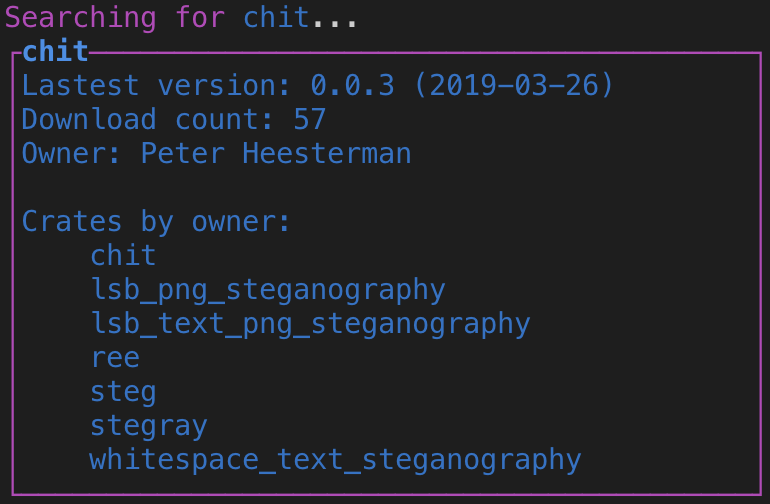 Searching for chit...
chit
Lastest version: 0.0.3 (2019-03-26)
Download count: 57
Owner: Peter Heesterman
Crates by owner:
chit
lsb_png_steganography
lsb_text_png_steganography
ree
steg
stegray
whitespace_text_steganography